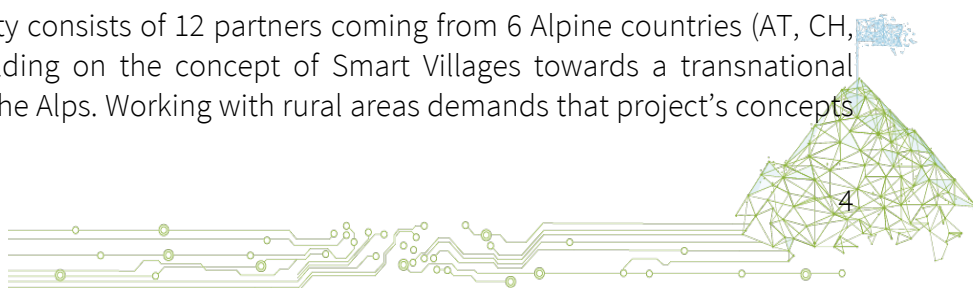 ty consists of 12 partners coming from 6 Alpine countries (AT, CH,
ding on the concept of Smart Villages towards a transnational
he Alps. Working with rural areas demands that project's concepts
4